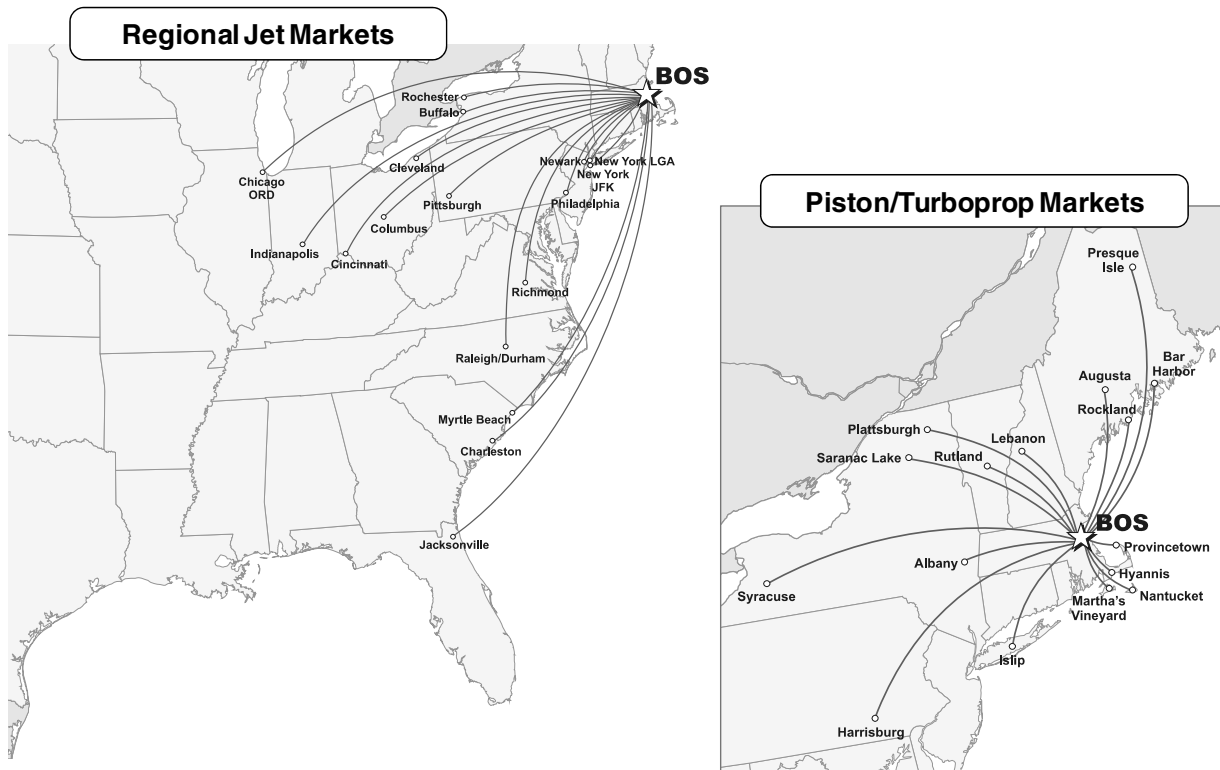 Regional Jet Markets
BOS
Rochester
Buffalo
Cleveland
Newark
New York LGA
New York
JFK
Chicago
ORD
Pittsburgh
Philadelphia
Columbus
Indianapolis
Cincinnati
Richmond
Raleigh/Durham
Myrtle Beach
Charleston
Jacksonville
Piston/Turboprop Markets
Presque
Isle
Bar
Harbor
Augusta
Rockland
Plattsburgh
Lebanon
Saranac Lake
Rutland
BOS
Provincetown
Albany
Hyannis
Syracuse
Martha's
Vineyard
Nantucket
Islip
Harrisburg